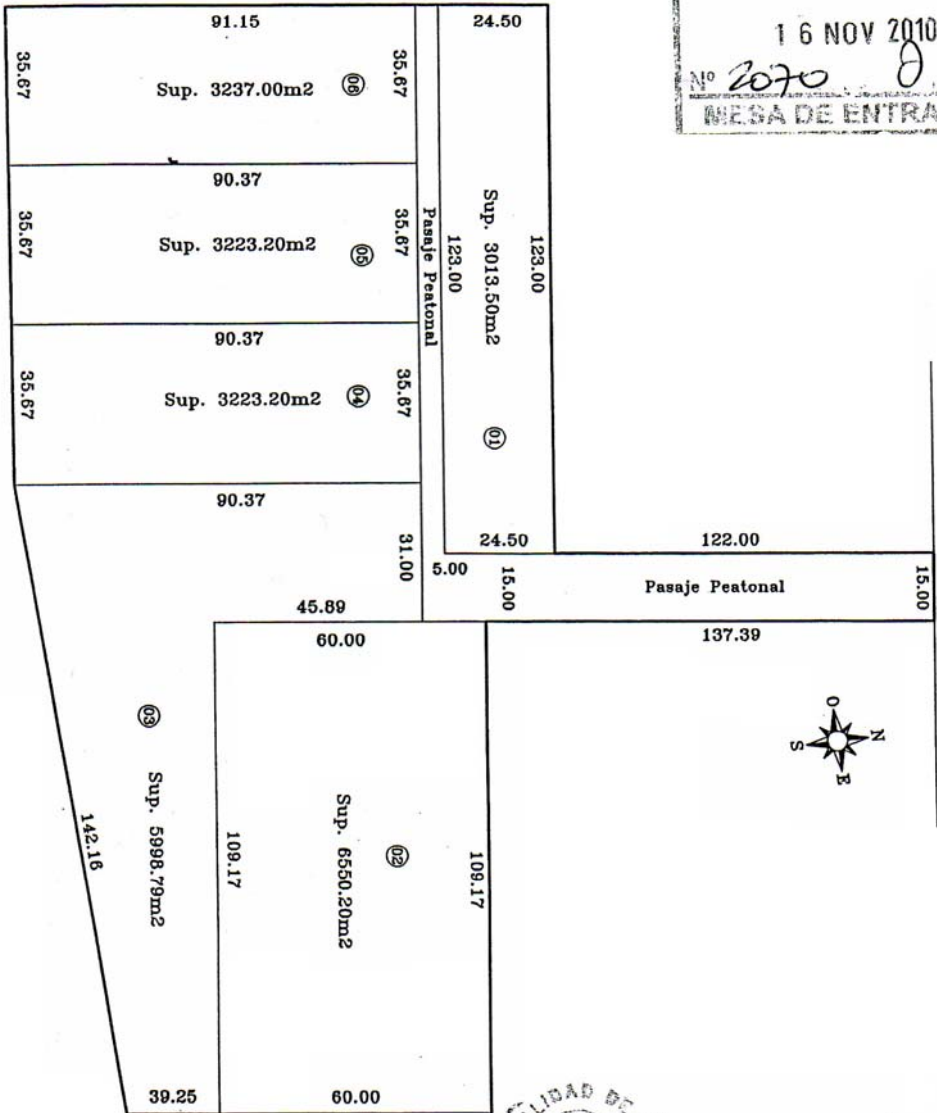 91.15
24.50
16 NOV 2010
Nº 2070
MESA DE ENTRA
35.67
Sup. 3237.00m2
06
35.67
90.37
35.67
Sup. 3223.20m2
05
35.67
Pasaje Peatonal
123.00
Sup. 3013.50m2
123.00
01
90.37
35.67
Sup. 3223.20m2
04
35.67
90.37
31.00
24.50
122.00
5.00
15.00
Pasaje Peatonal
15.00
45.89
60.00
137.39
O
N
S
E
03
Sup. 5998.79m2
142.16
109.17
Sup. 6550.20m2
02
109.17
39.25
60.00
LIDAD DE